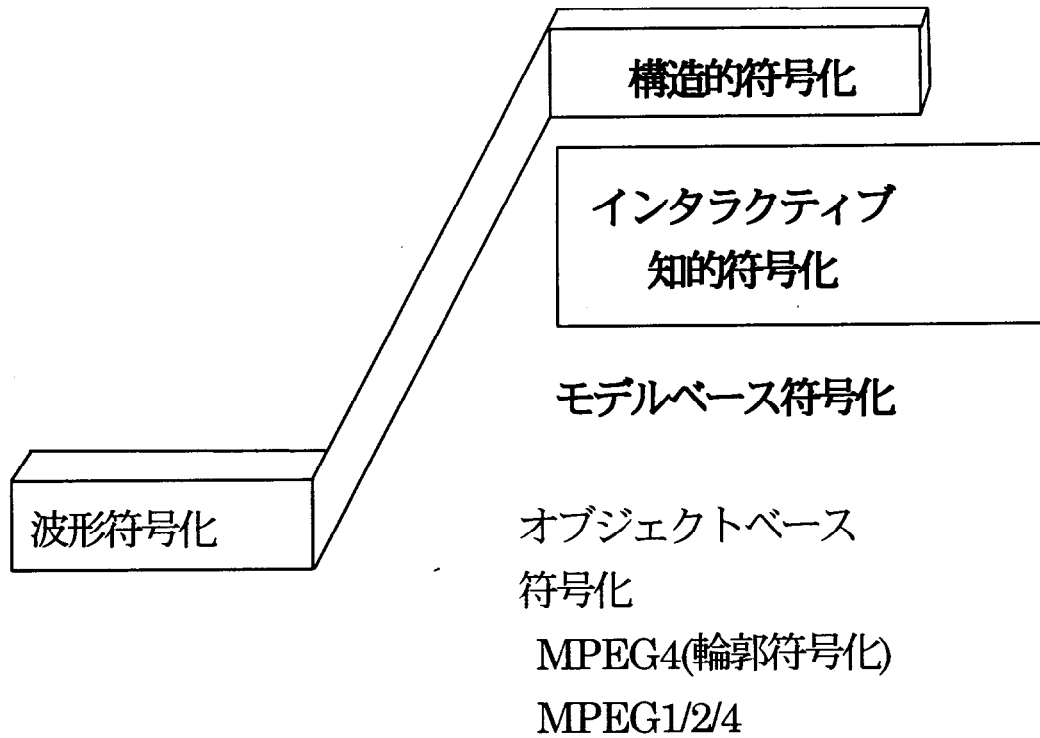 構造的符号化
インタラクティブ
知的符号化
モデルベース符号化
波形符号化
オブジェクトベース
符号化
MPEG4(輪郭符号化)
MPEG1/2/4